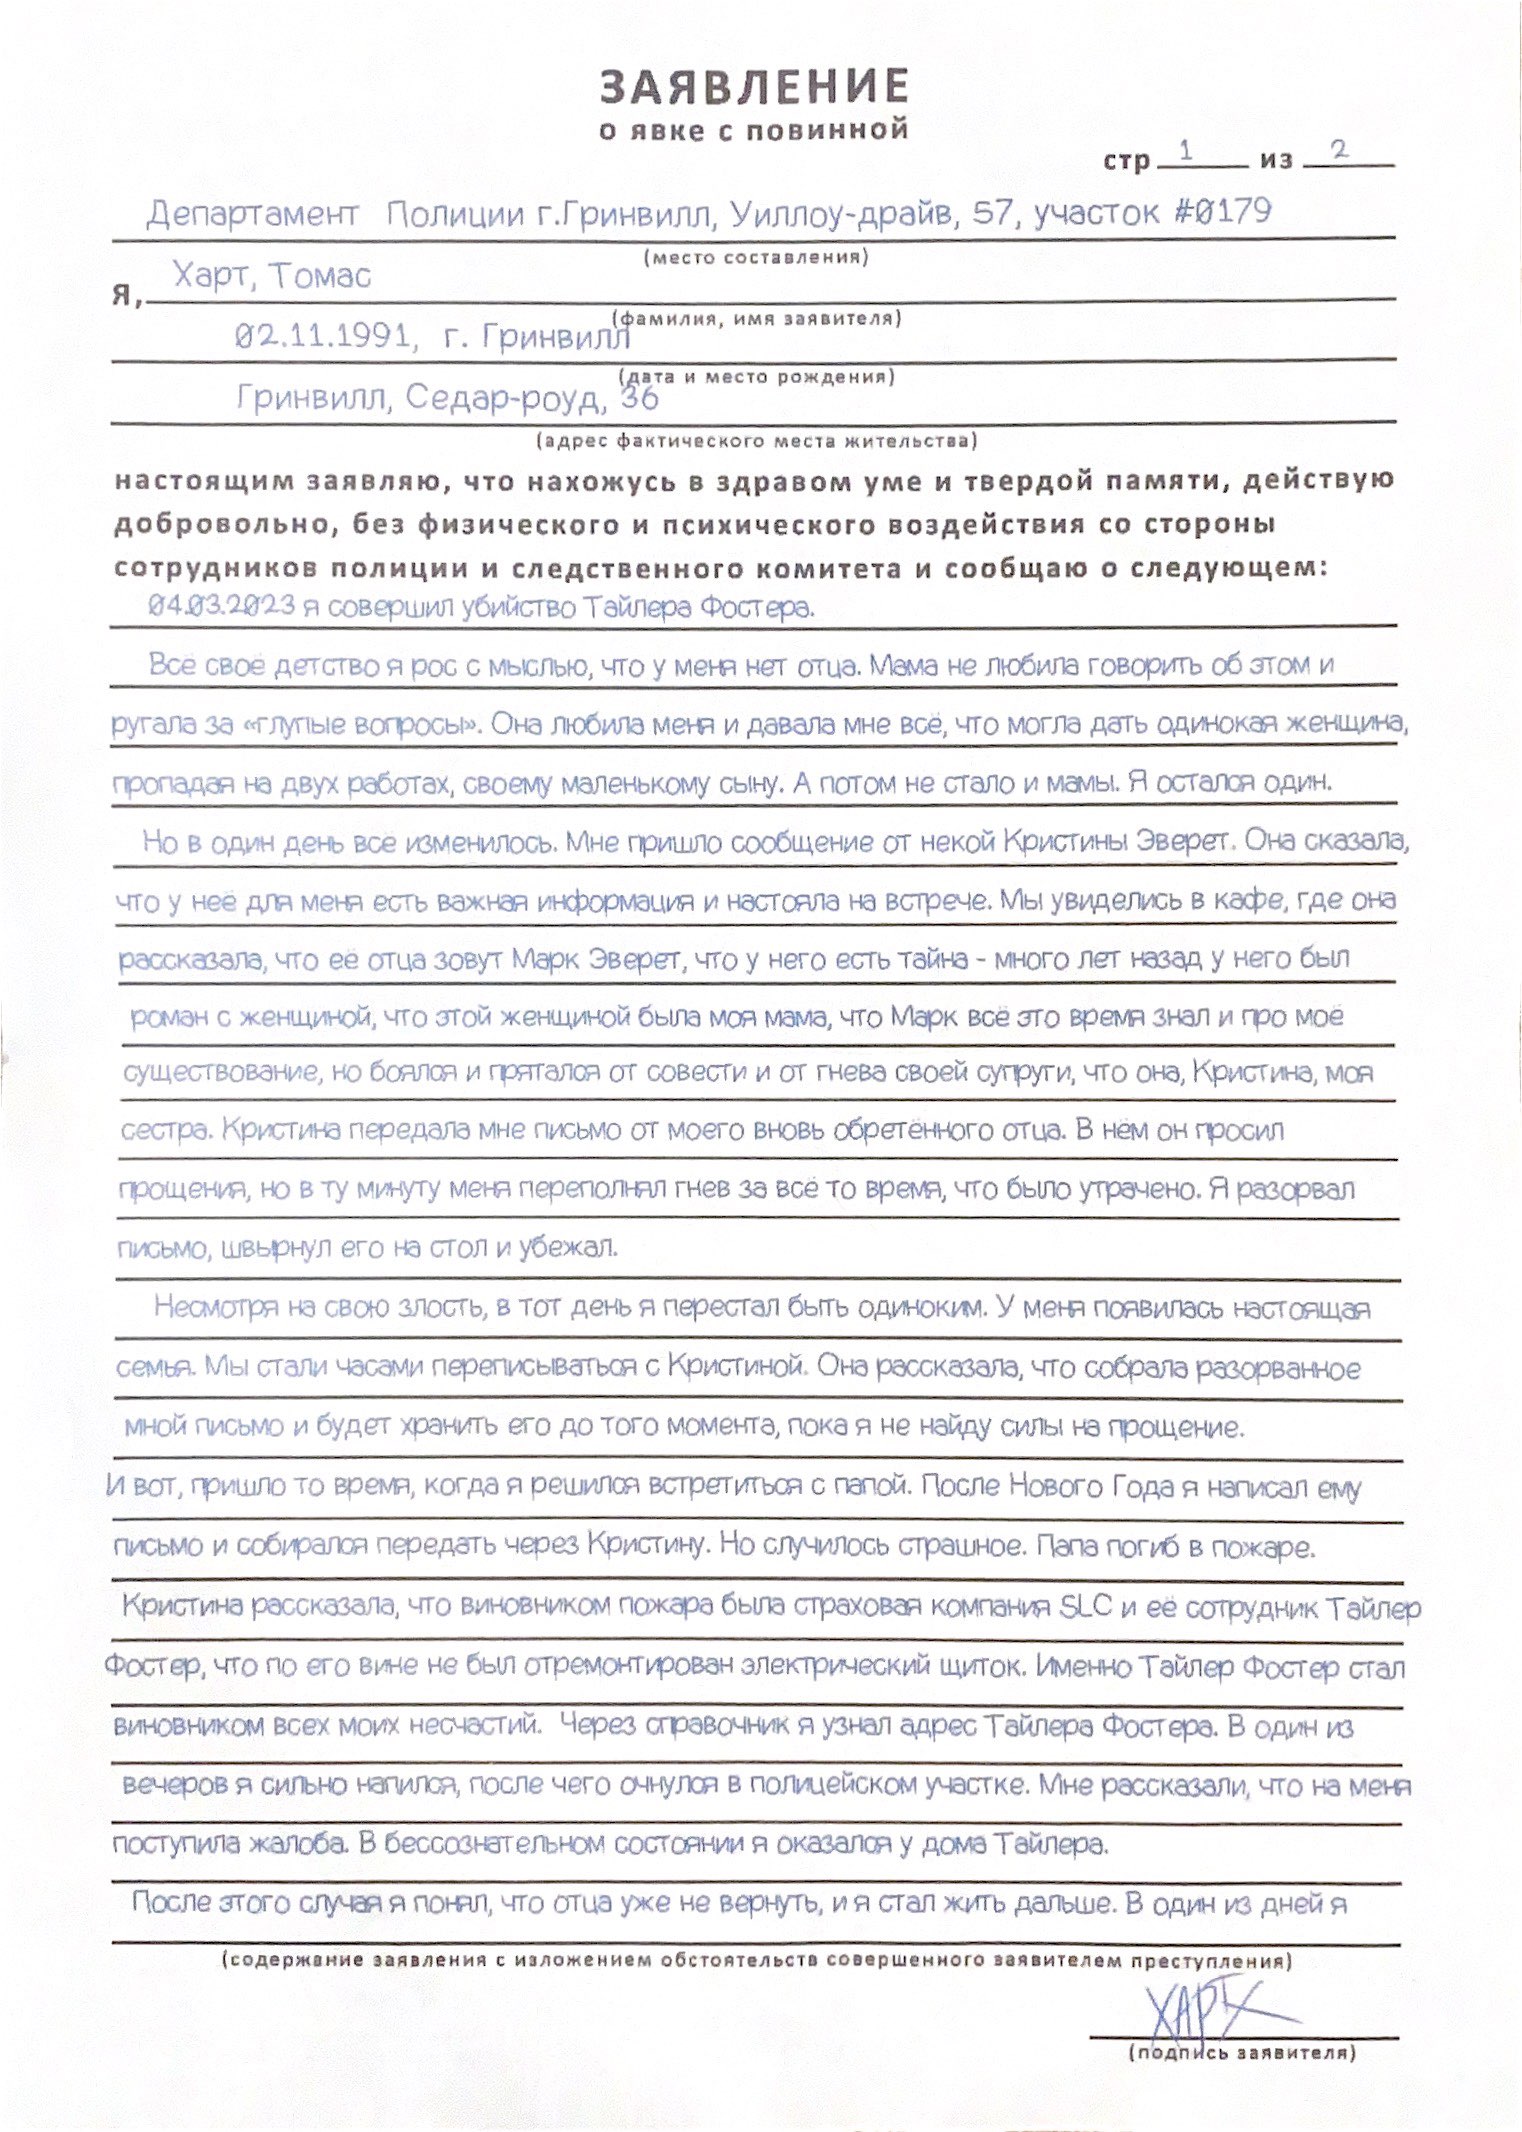 ЗАЯВЛЕНИЕ
о явке с повинной
стр 1 из 2
Департамент Полиции г.Гринвилл, Уиллоу-драйв, 57, участок #0179
(место составления)
Я, Харт, Томас
(фамилия, имя заявителя)
02.11.1991, г. Гринвилл
(дата и место рождения)
Гринвилл, Седар-роуд, 36
(адрес фактического места жительства)
настоящим заявляю, что нахожусь в здравом уме и твердой памяти, действую
добровольно, без физического и психического воздействия со стороны
сотрудников полиции и следственного комитета и сообщаю о следующем:
04.03.2023 я совершил убийство Тайлера Фостера.
Всё своё детство я рос с мыслью, что у меня нет отца. Мама не любила говорить об этом и
ругала за «глупые вопросы». Она любила меня и давала мне всё, что могла дать одинокая женщина,
пропадая на двух работах, своему маленькому сыну. А потом не стало и мамы. Я остался один.
Но в один день всё изменилось. Мне пришло сообщение от некой Кристины Эверет. Она сказала,
что у неё для меня есть важная информация и настояла на встрече. Мы увиделись в кафе, где она
рассказала, что её отца зовут Марк Эверет, что у него есть тайна - много лет назад у него был
роман с женщиной, что этой женщиной была моя мама, что Марк всё это время знал и про моё
существование, но боялся и прятался от совести и от гнева своей супруги, что она, Кристина, моя
сестра. Кристина передала мне письмо от моего вновь обретённого отца. В нём он просил
прощения, но в ту минуту меня переполнял гнев за всё то время, что было утрачено. Я разорвал
письмо, швырнул его на стол и убежал.
Несмотря на свою злость, в тот день я перестал быть одиноким. У меня появилась настоящая
семья. Мы стали часами переписываться с Кристиной. Она рассказала, что собрала разорванное
мной письмо и будет хранить его до того момента, пока я не найду силы на прощение.
И вот, пришло то время, когда я решился встретиться с папой. После Нового Года я написал ему
письмо и собирался передать через Кристину. Но случилось страшное. Папа погиб в пожаре.
Кристина рассказала, что виновником пожара была страховая компания SLC и её сотрудник Тайлер
Фостер, что по его вине не был отремонтирован электрический щиток. Именно Тайлер Фостер стал
виновником всех моих несчастий. Через справочник я узнал адрес Тайлера Фостера. В один из
вечеров я сильно напился, после чего очнулся в полицейском участке. Мне рассказали, что на меня
поступила жалоба. В бессознательном состоянии я оказался у дома Тайлера.
После этого случая я понял, что отца уже не вернуть, и я стал жить дальше. В один из дней я
(содержание заявления с изложением обстоятельств совершенного заявителем преступления)
ХАРТ
(подпись заявителя)